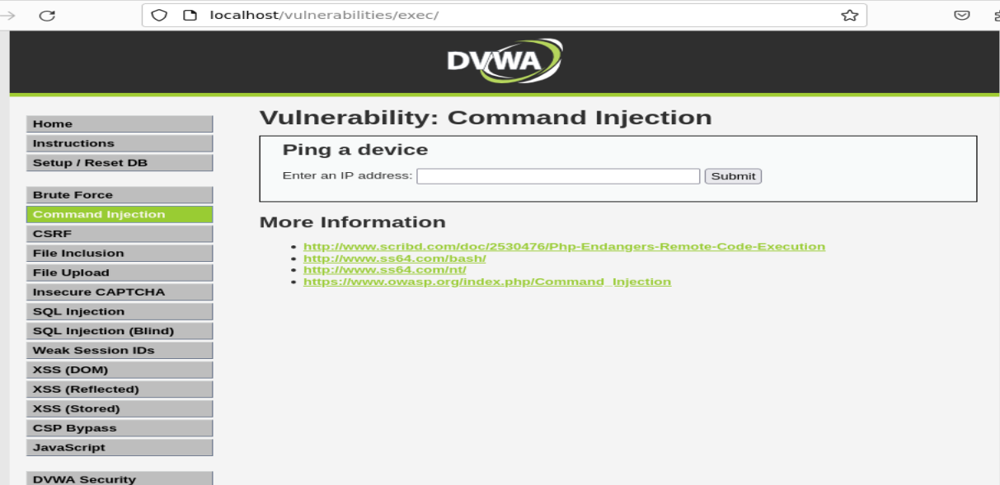 localhost/vulnerabilities/exec/
DVWA
Home
Instructions
Setup / Reset DB
Brute Force
Command Injection
CSRF
File Inclusion
File Upload
Insecure CAPTCHA
SQL Injection
SQL Injection (Blind)
Weak Session IDs
XSS (DOM)
XSS (Reflected)
XSS (Stored)
CSP Bypass
JavaScript
DVWA Security
Vulnerability: Command Injection
Ping a device
Enter an IP address: Submit
More Information
• http://www.scribd.com/doc/2530476/Php-Endangers-Remote-Code-Execution
• http://www.ss64.com/bash/
• http://www.ss64.com/nt/
• https://www.owasp.org/index.php/Command_Injection